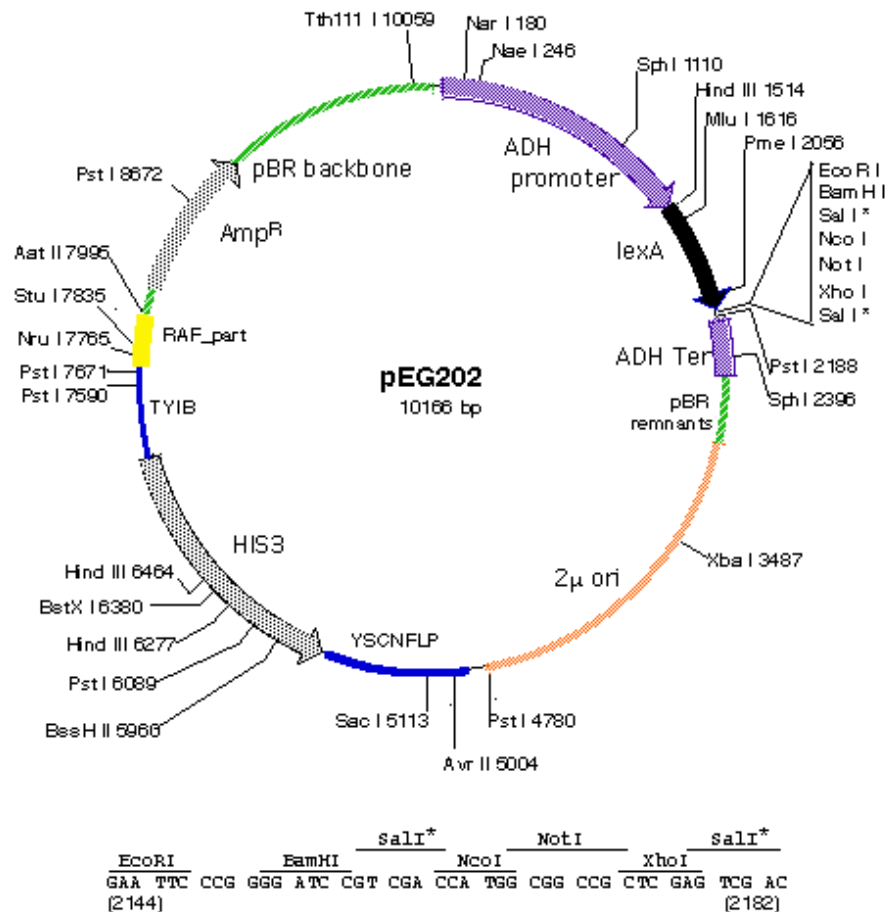 Tth111 I 10059
Nar I 180
Nae I 246
Sph I 1110
Hind III 1514
Mlu I 1616
Pme I 2056
EcoR I
BamH I
Sal I*
Nco I
Not I
Xho I
Sal I*
Pst I 2188
Sph I 2396
ADH
promoter
lexA
ADH Ter
pBR
remnants
Xba I 3487
2µ ori
Pst I 4780
Avr II 5004
Sac I 5113
YSCNFLP
BssH II 5966
Pst I 6089
Hind III 6277
BstX I 6380
Hind III 6464
HIS3
TYIB
Pst I 7590
Pst I 7671
Nru I 7765
Stu I 7835
Aat II 7995
RAF_part
Pst I 8672
AmpR
pBR backbone
pEG202
10166 bp
SalI* NotI SalI*
EcoRI BamHI NcoI XhoI
GAA TTC CCG GGG ATC CGT CGA CCA TGG CGG CCG CTC GAG TCG AC
(2144) (2182)